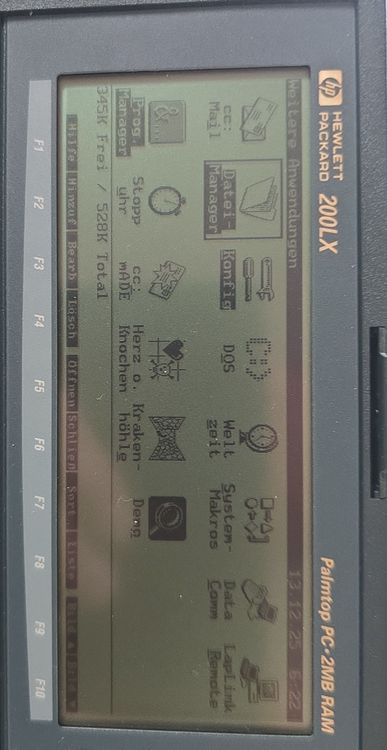 hp HEWLETT PACKARD 200LX Palmtop PC · 2MB RAM
Weitere Anwendungen 13.12.25 6:22
cc: Mail
Datei-Manager
Konfig
DOS
Welt zeit
System-Makros
Data Comm
LapLink Remote
Prog. Manager
Stopp uhr
cc: mADE
Herz o. Knochen
Kraken-höhle
Demo
345K Frei / 528K Total
Hilfe Hinzuf Bearb Lösch Öffnen Schließn Sort. Liste
F1 F2 F3 F4 F5 F6 F7 F8 F9 F10